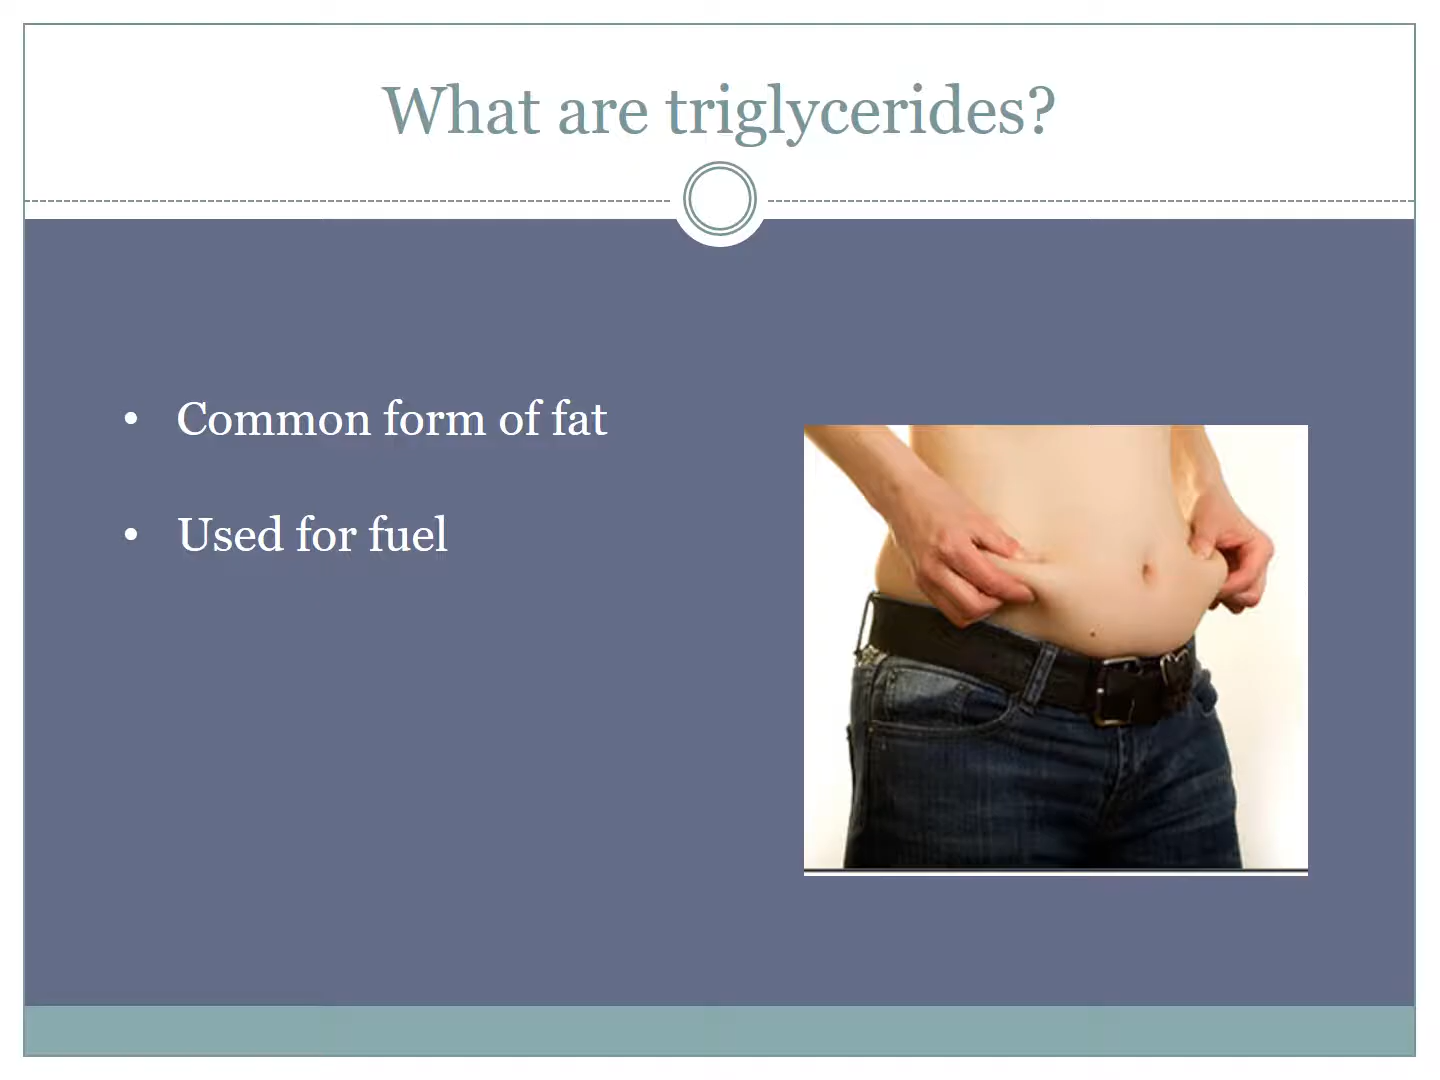 What are triglycerides?
• Common form of fat
• Used for fuel